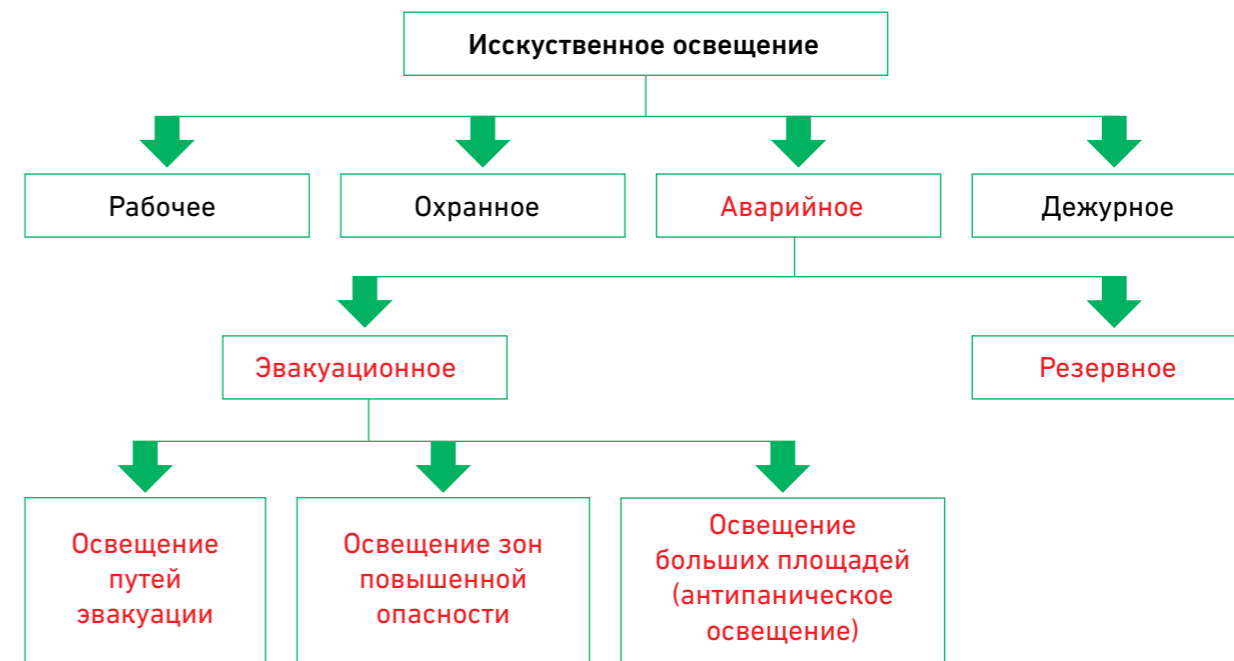 Исскуственное освещение
Рабочее
Охранное
Аварийное
Дежурное
Эвакуационное
Резервное
Освещение
путей
эвакуации
Освещение зон
повышенной
опасности
Освещение
больших площадей
(антипаническое
освещение)